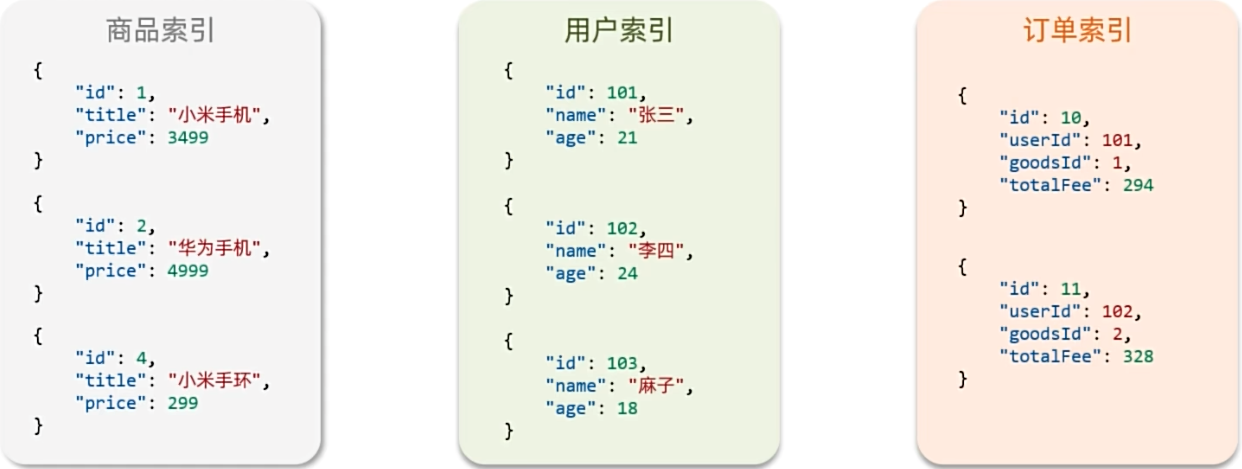 商品索引
{
"id": 1,
"title": "小米手机",
"price": 3499
}
{
"id": 2,
"title": "华为手机",
"price": 4999
}
{
"id": 4,
"title": "小米手环",
"price": 299
}
用户索引
{
"id": 101,
"name": "张三",
"age": 21
}
{
"id": 102,
"name": "李四",
"age": 24
}
{
"id": 103,
"name": "麻子",
"age": 18
}
订单索引
{
"id": 10,
"userId": 101,
"goodsId": 1,
"totalFee": 294
}
{
"id": 11,
"userId": 102,
"goodsId": 2,
"totalFee": 328
}